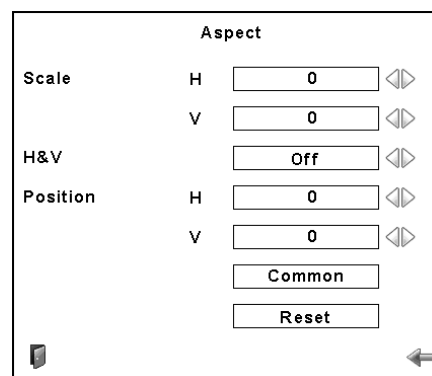 Aspect
Scale H 0
V 0
H&V Off
Position H 0
V 0
Common
Reset